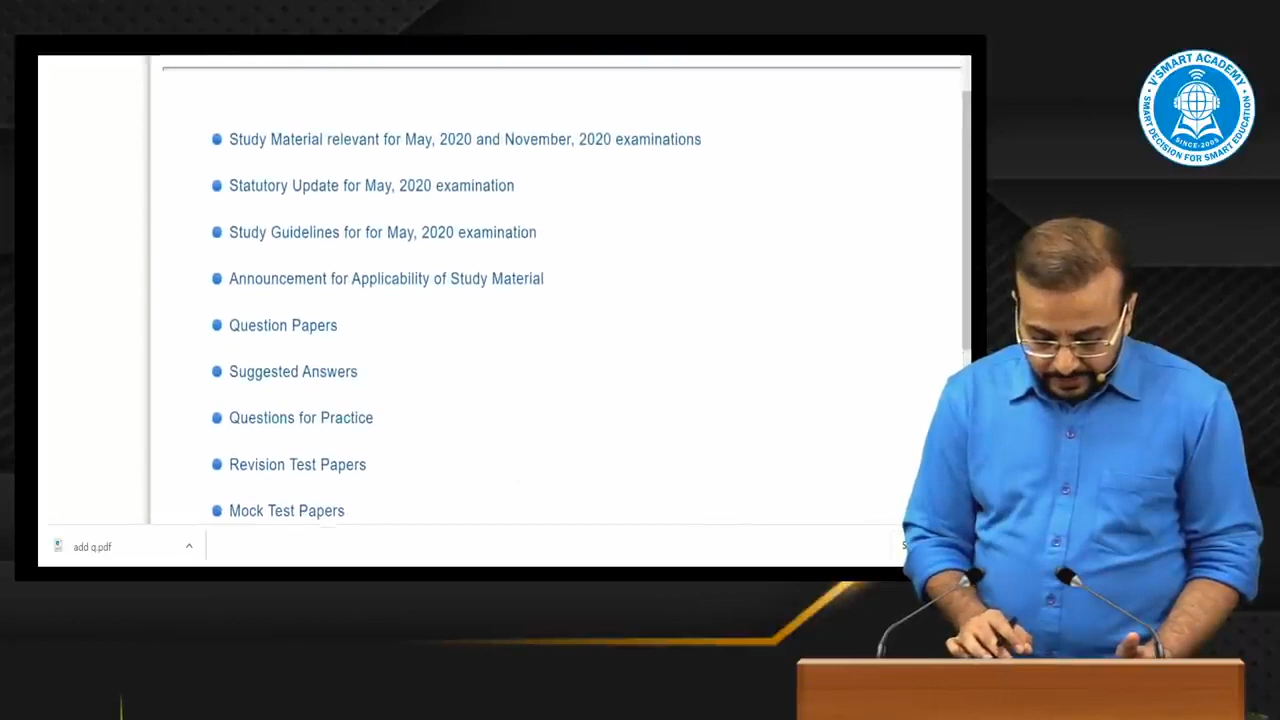 Study Material relevant for May, 2020 and November, 2020 examinations
Statutory Update for May, 2020 examination
Study Guidelines for for May, 2020 examination
Announcement for Applicability of Study Material
Question Papers
Suggested Answers
Questions for Practice
Revision Test Papers
Mock Test Papers
add q.pdf
V'SMART ACADEMY
SMART DECISION FOR SMART EDUCATION
SINCE-2005